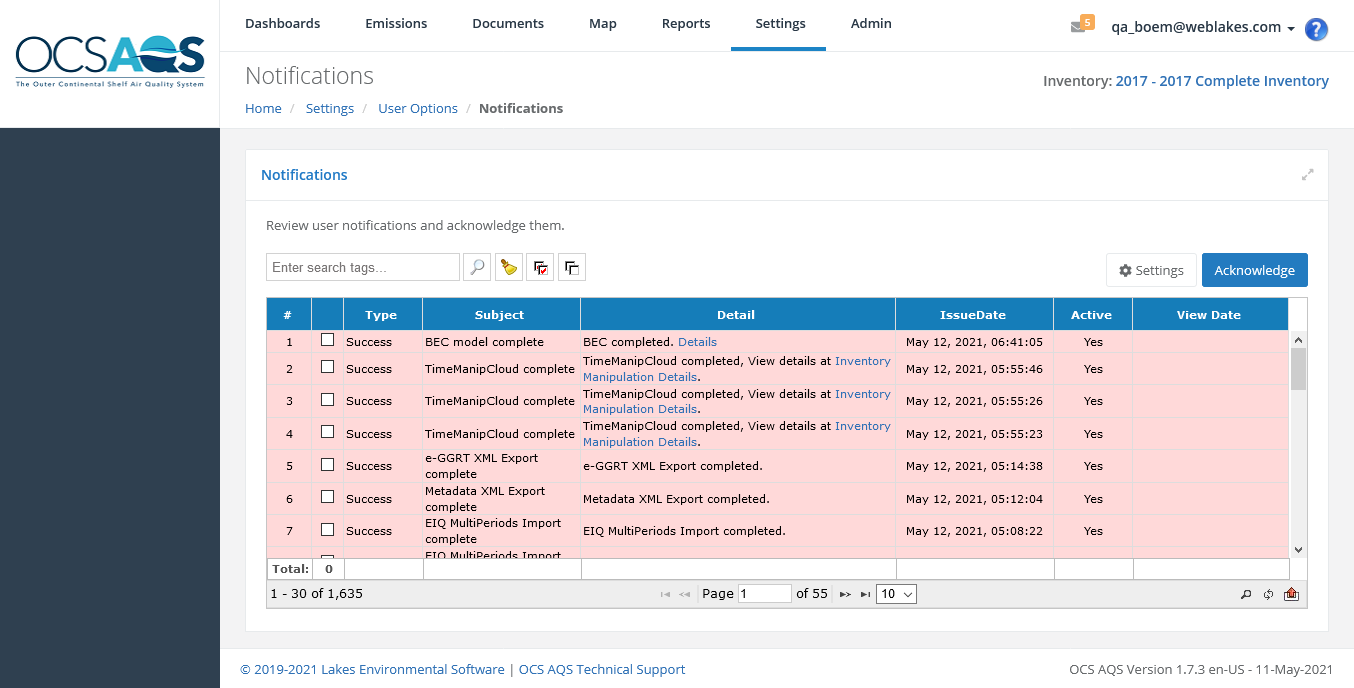 OCSAQS
The Outer Continental Shelf Air Quality System
Dashboards Emissions Documents Map Reports Settings Admin
5 qa_boem@weblakes.com ?
Notifications
Inventory: 2017 - 2017 Complete Inventory
Home / Settings / User Options / Notifications
Notifications
Review user notifications and acknowledge them.
Enter search tags... Settings Acknowledge
# Type Subject Detail IssueDate Active View Date
1 Success BEC model complete BEC completed. Details May 12, 2021, 06:41:05 Yes
2 Success TimeManipCloud complete TimeManipCloud completed, View details at Inventory
Manipulation Details. May 12, 2021, 05:55:46 Yes
3 Success TimeManipCloud complete TimeManipCloud completed, View details at Inventory
Manipulation Details. May 12, 2021, 05:55:26 Yes
4 Success TimeManipCloud complete TimeManipCloud completed, View details at Inventory
Manipulation Details. May 12, 2021, 05:55:23 Yes
5 Success e-GGRT XML Export
complete e-GGRT XML Export completed. May 12, 2021, 05:14:38 Yes
6 Success Metadata XML Export
complete Metadata XML Export completed. May 12, 2021, 05:12:04 Yes
7 Success EIQ MultiPeriods Import
complete EIQ MultiPeriods Import completed. May 12, 2021, 05:08:22 Yes
EIQ MultiPeriods Import
Total: 0
1 - 30 of 1,635 Page 1 of 55 10
© 2019-2021 Lakes Environmental Software | OCS AQS Technical Support
OCS AQS Version 1.7.3 en-US - 11-May-2021